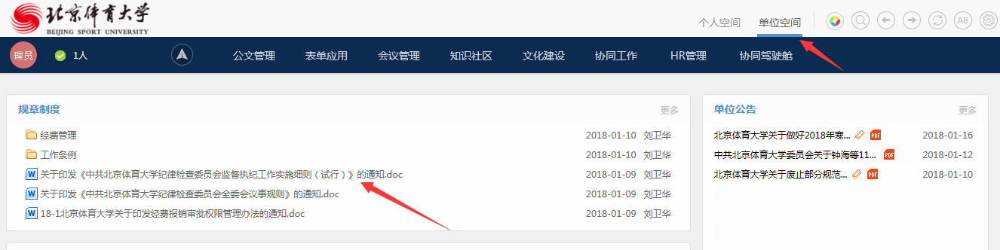 北京体育大学
BEIJING SPORT UNIVERSITY
个人空间 单位空间 A8
理员 1人 公文管理 表单应用 会议管理 知识社区 文化建设 协同工作 HR管理 协同驾驶舱
规章制度 更多
经费管理 2018-01-10 刘卫华
工作条例 2018-01-10 刘卫华
W 关于印发《中共北京体育大学纪律检查委员会监督执纪工作实施细则（试行）》的通知.doc 2018-01-09 刘卫华
W 关于印发《中共北京体育大学纪律检查委员会全委会议事规则》的通知.doc 2018-01-09 刘卫华
W 18-1北京体育大学关于印发经费报销审批权限管理办法的通知.doc 2018-01-09 刘卫华
单位公告 更多
北京体育大学关于做好2018年寒... PDF 2018-01-16
中共北京体育大学委员会关于钟海等11... PDF 2018-01-12
北京体育大学关于废止部分规范... PDF 2018-01-10